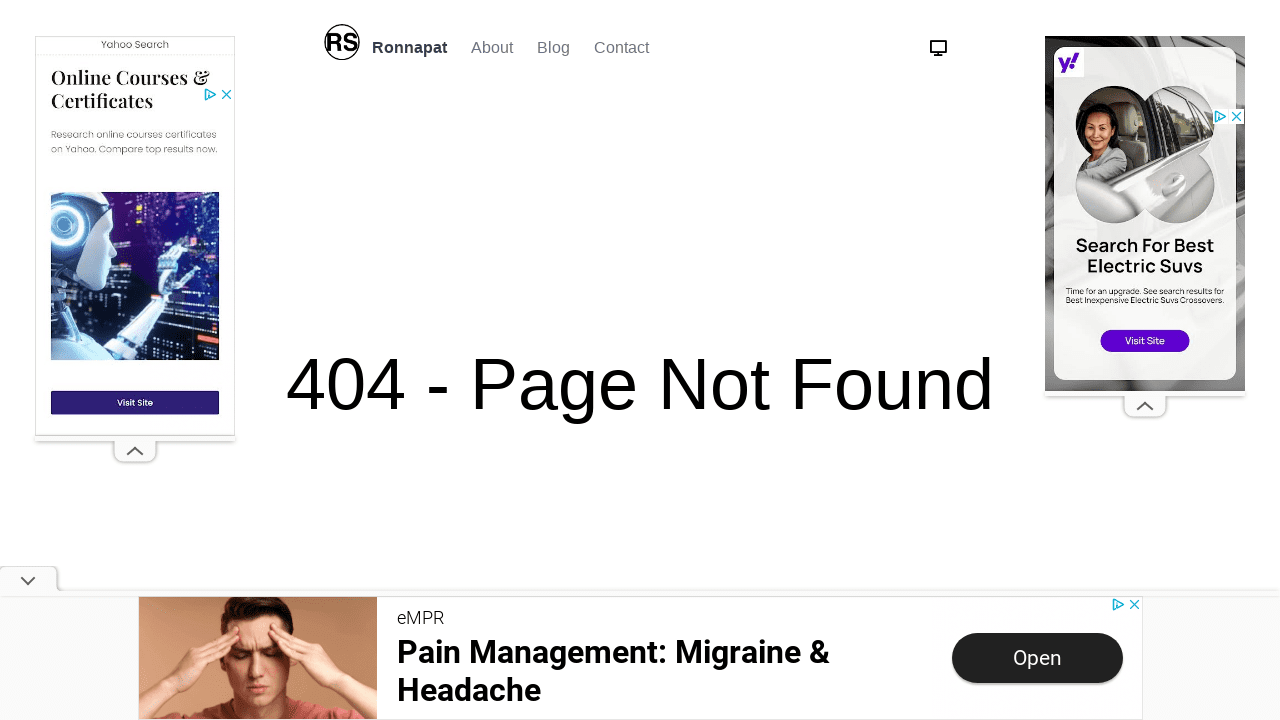 RS
Ronnapat About Blog Contact
Yahoo Search
Online Courses &
Certificates
Research online courses certificates
on Yahoo. Compare top results now.
Visit Site
y!
Search For Best
Electric Suvs
Time for an upgrade. See search results for
Best Inexpensive Electric Suvs Crossovers.
Visit Site
404 - Page Not Found
eMPR
Pain Management: Migraine &
Headache
Open